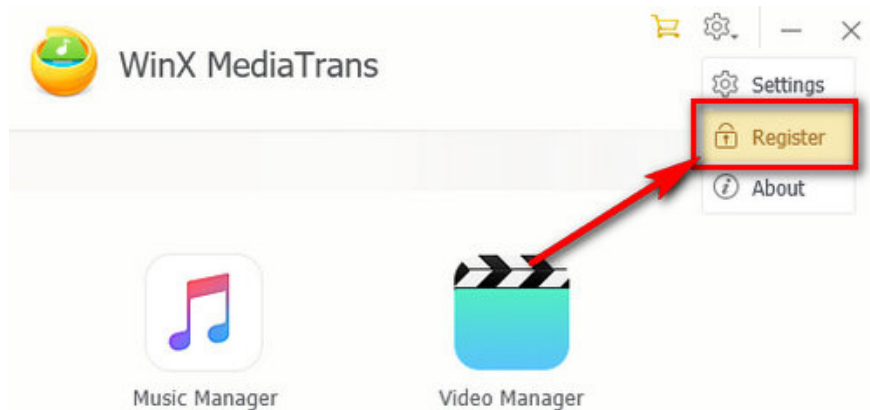 WinX MediaTrans
Settings
Register
About
Music Manager
Video Manager